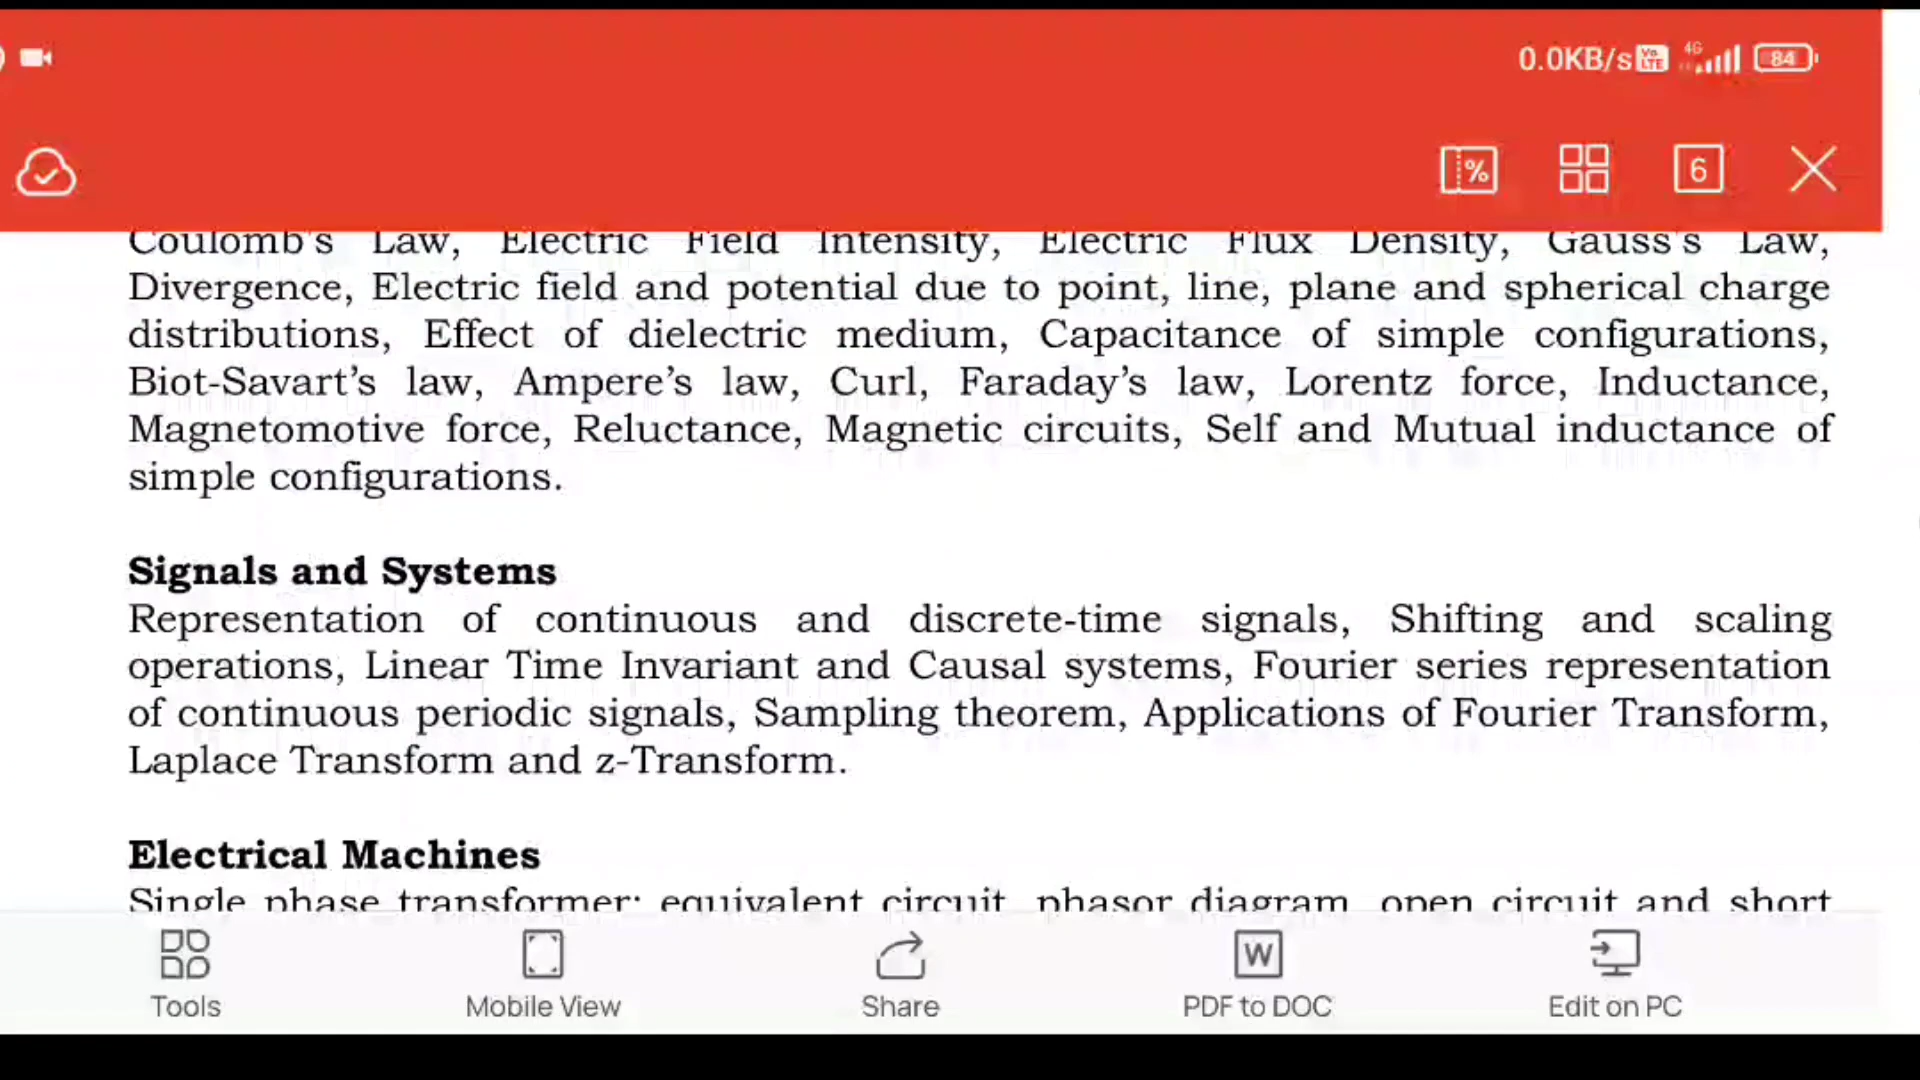 0.0KB/s Vo LTE 4G 84
% 6
Coulomb's Law, Electric Field Intensity, Electric Flux Density, Gauss's Law,
Divergence, Electric field and potential due to point, line, plane and spherical charge
distributions, Effect of dielectric medium, Capacitance of simple configurations,
Biot-Savart’s law, Ampere’s law, Curl, Faraday’s law, Lorentz force, Inductance,
Magnetomotive force, Reluctance, Magnetic circuits, Self and Mutual inductance of
simple configurations.
Signals and Systems
Representation of continuous and discrete-time signals, Shifting and scaling
operations, Linear Time Invariant and Causal systems, Fourier series representation
of continuous periodic signals, Sampling theorem, Applications of Fourier Transform,
Laplace Transform and z-Transform.
Electrical Machines
Single phase transformer: equivalent circuit, phasor diagram, open circuit and short
Tools Mobile View Share W PDF to DOC Edit on PC